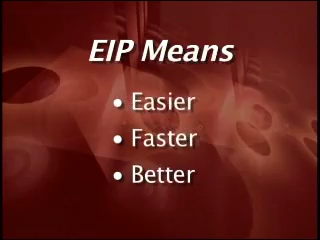 EIP Means
• Easier
• Faster
• Better